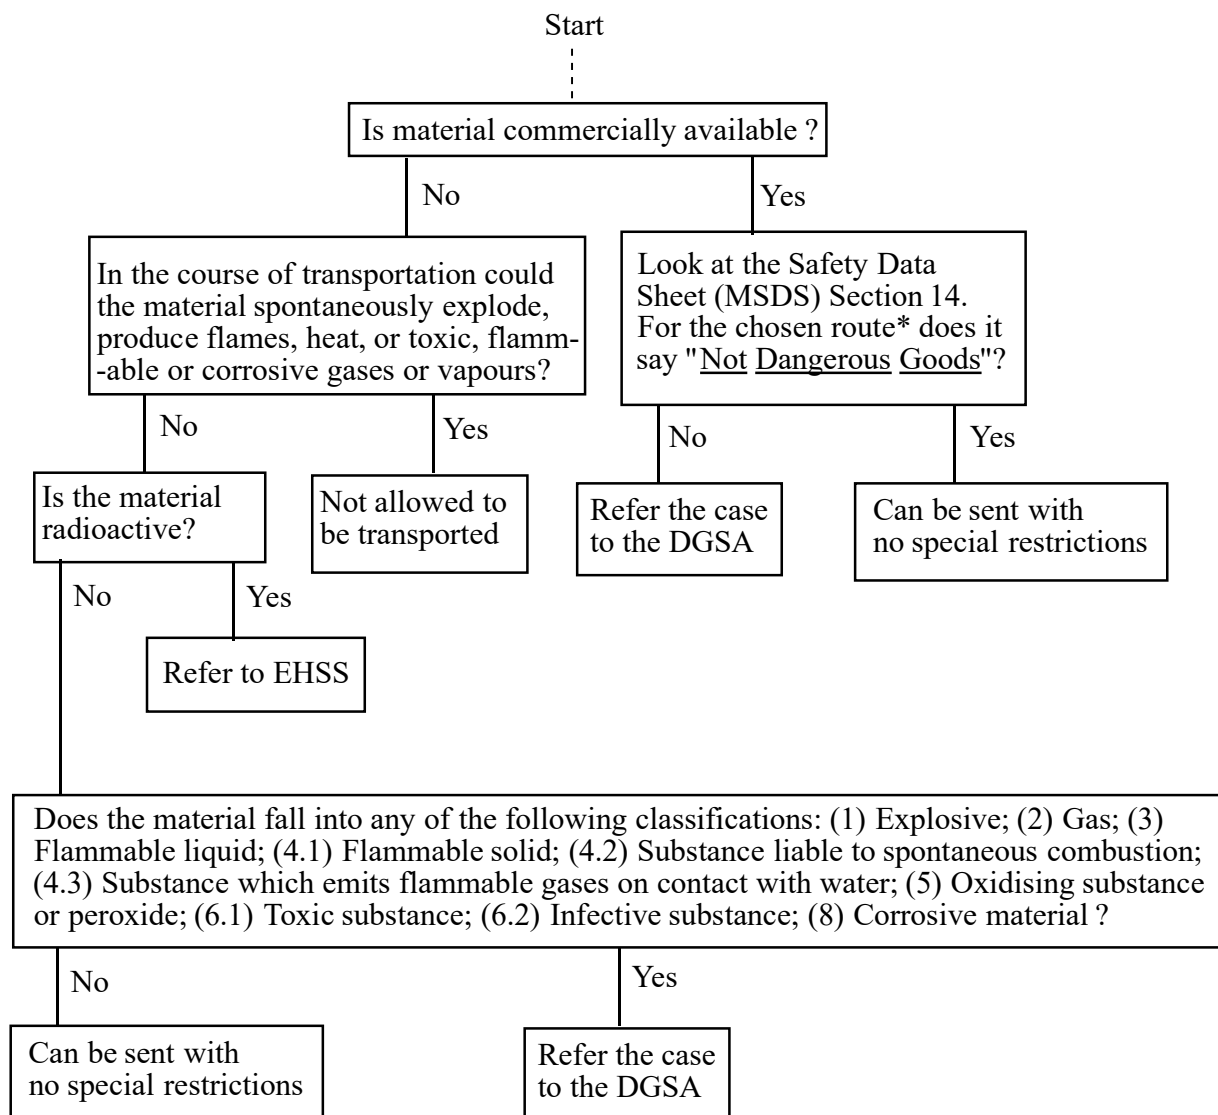 Start
Is material commercially available ?
No
Yes
In the course of transportation could
the material spontaneously explode,
produce flames, heat, or toxic, flamm-
-able or corrosive gases or vapours?
Look at the Safety Data
Sheet (MSDS) Section 14.
For the chosen route* does it
say "Not Dangerous Goods"?
No
Yes
No
Yes
Is the material
radioactive?
Not allowed to
be transported
Refer the case
to the DGSA
Can be sent with
no special restrictions
No
Yes
Refer to EHSS
Does the material fall into any of the following classifications: (1) Explosive; (2) Gas; (3)
Flammable liquid; (4.1) Flammable solid; (4.2) Substance liable to spontaneous combustion;
(4.3) Substance which emits flammable gases on contact with water; (5) Oxidising substance
or peroxide; (6.1) Toxic substance; (6.2) Infective substance; (8) Corrosive material ?
No
Yes
Can be sent with
no special restrictions
Refer the case
to the DGSA